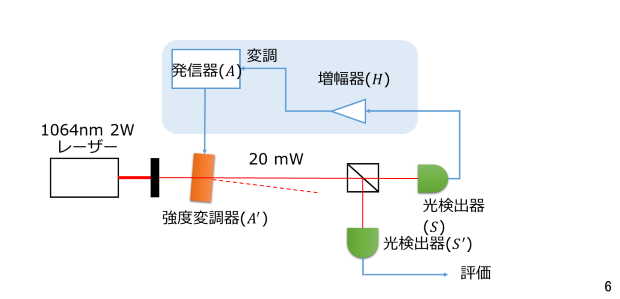 変調
発信器(A)
増幅器(H)
1064nm 2W
レーザー
20 mW
強度変調器(A′)
光検出器
(S)
光検出器(S′)
評価
6